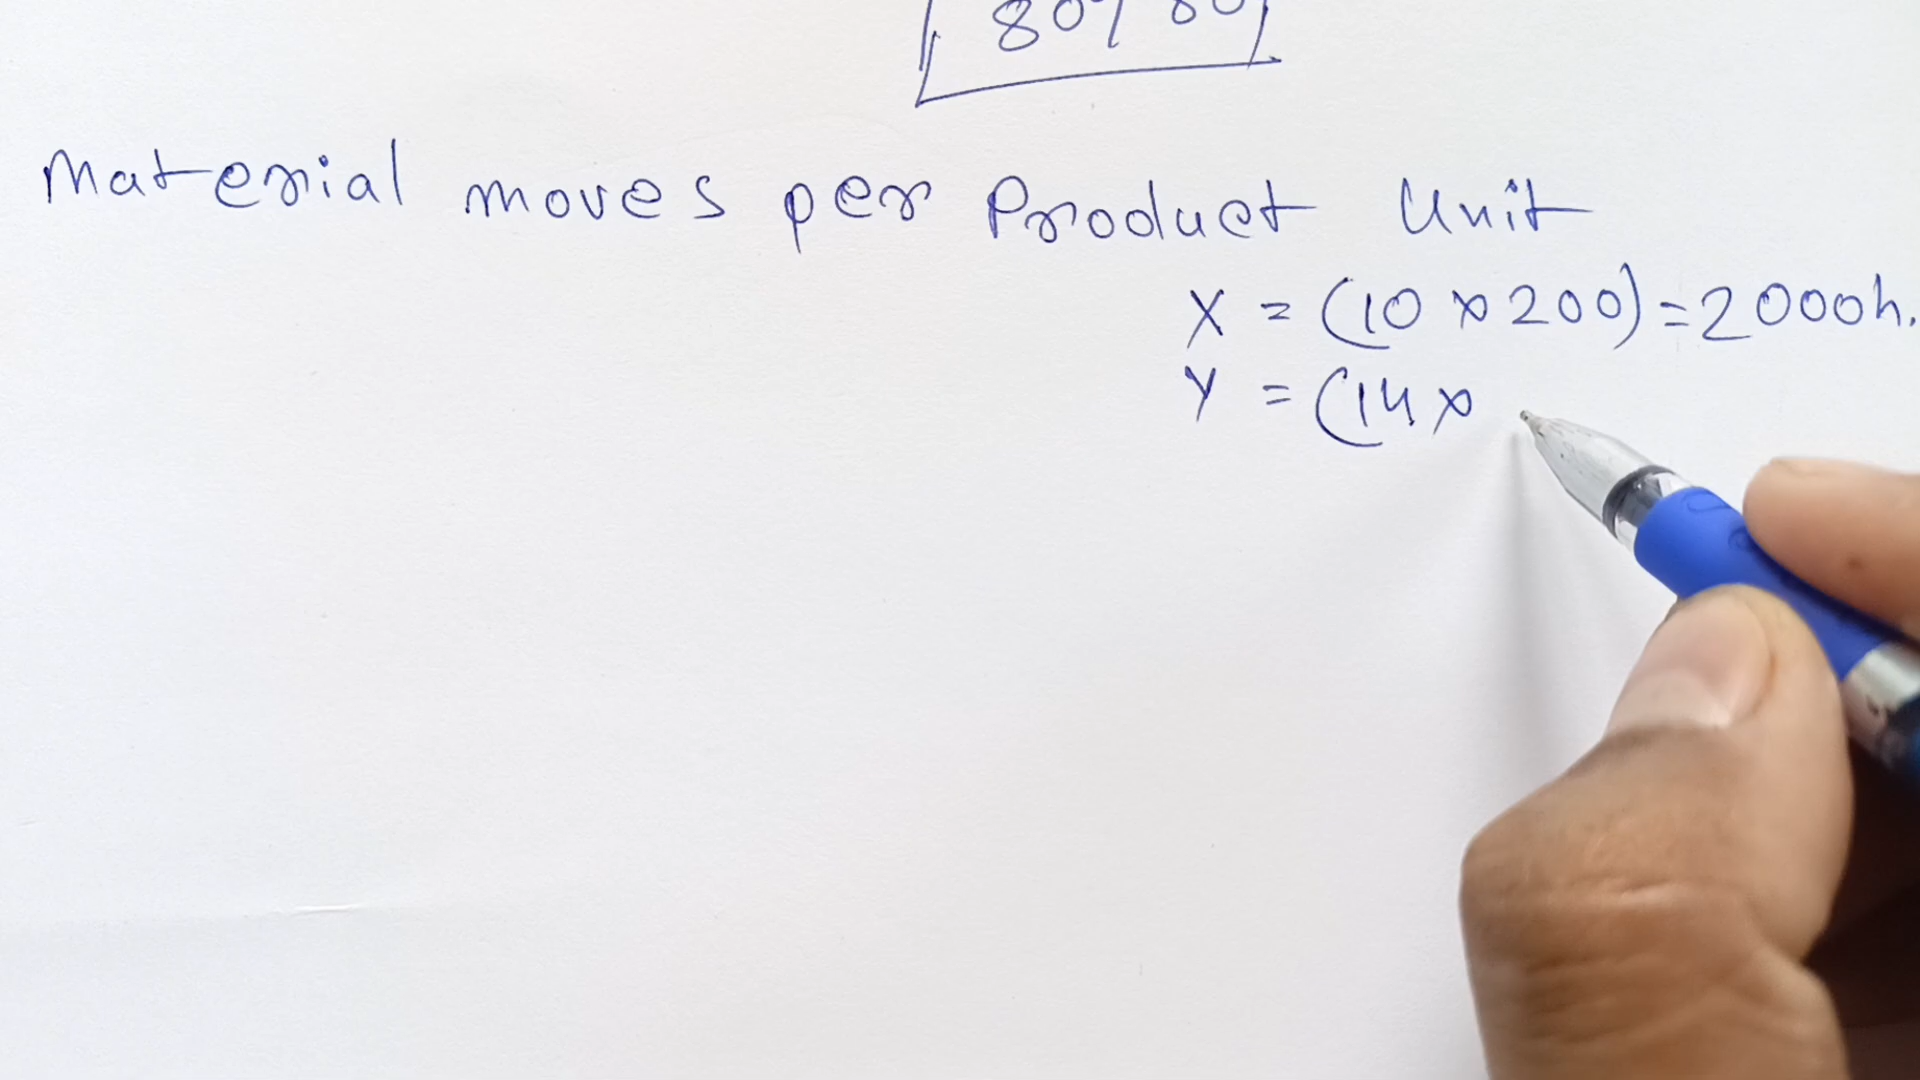 Material moves per Product Unit
X = (10 x 200) = 2000h.
Y = (14 x